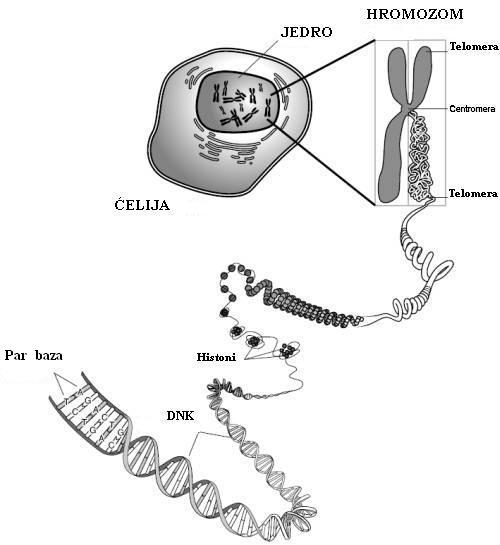 HROMOZOM
JEDRO
Telomera
Centromera
Telomera
ĆELIJA
Histoni
Par baza
DNK